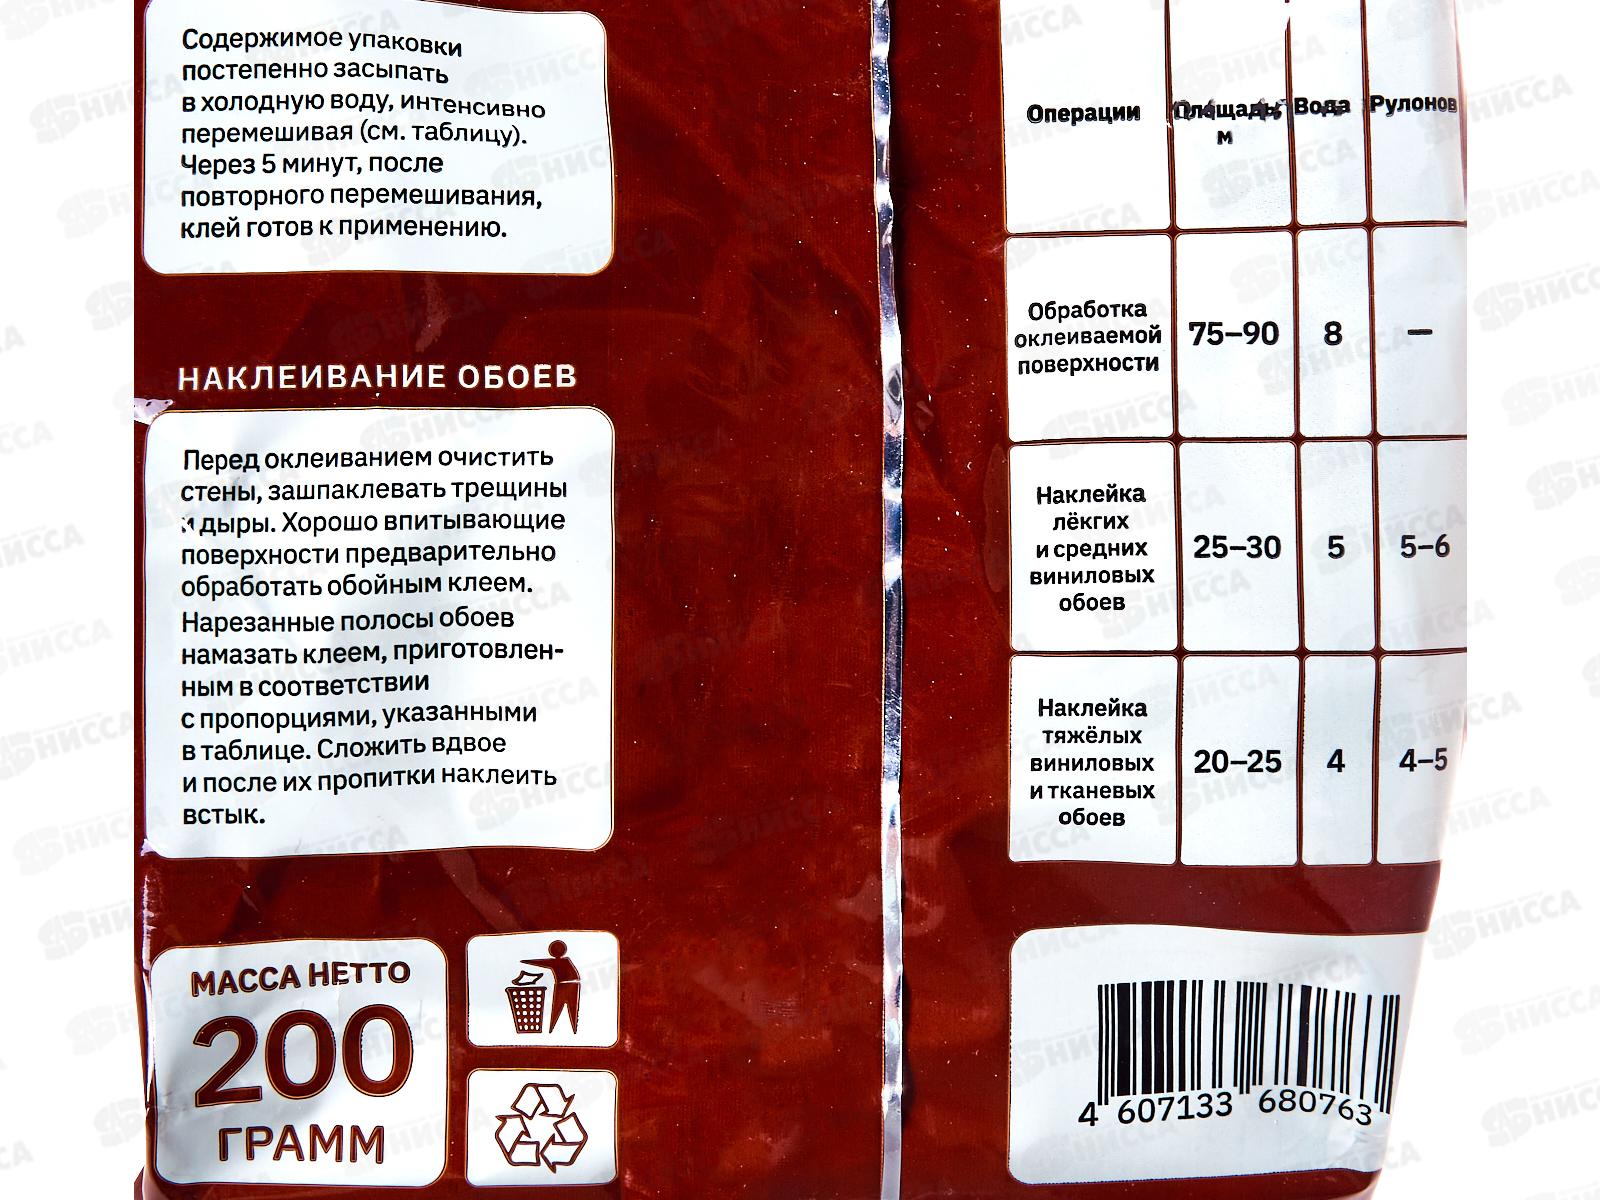 Содержимое упаковки
постепенно засыпать
в холодную воду, интенсивно
перемешивая (см. таблицу).
Через 5 минут, после
повторного перемешивания,
клей готов к применению.
НАКЛЕИВАНИЕ ОБОЕВ
Перед оклеиванием очистить
стены, зашпаклевать трещины
и дыры. Хорошо впитывающие
поверхности предварительно
обработать обойным клеем.
Нарезанные полосы обоев
намазать клеем, приготовлен-
ным в соответствии
с пропорциями, указанными
в таблице. Сложить вдвое
и после их пропитки наклеить
встык.
МАССА НЕТТО
200
ГРАММ
Операции Площадь, Вода Рулонов
м
Обработка
оклеиваемой 75–90 8 —
поверхности
Наклейка
лёкгих
и средних 25–30 5 5–6
виниловых
обоев
Наклейка
тяжёлых
виниловых 20–25 4 4–5
и тканевых
обоев
4 607133 680763
НИССА